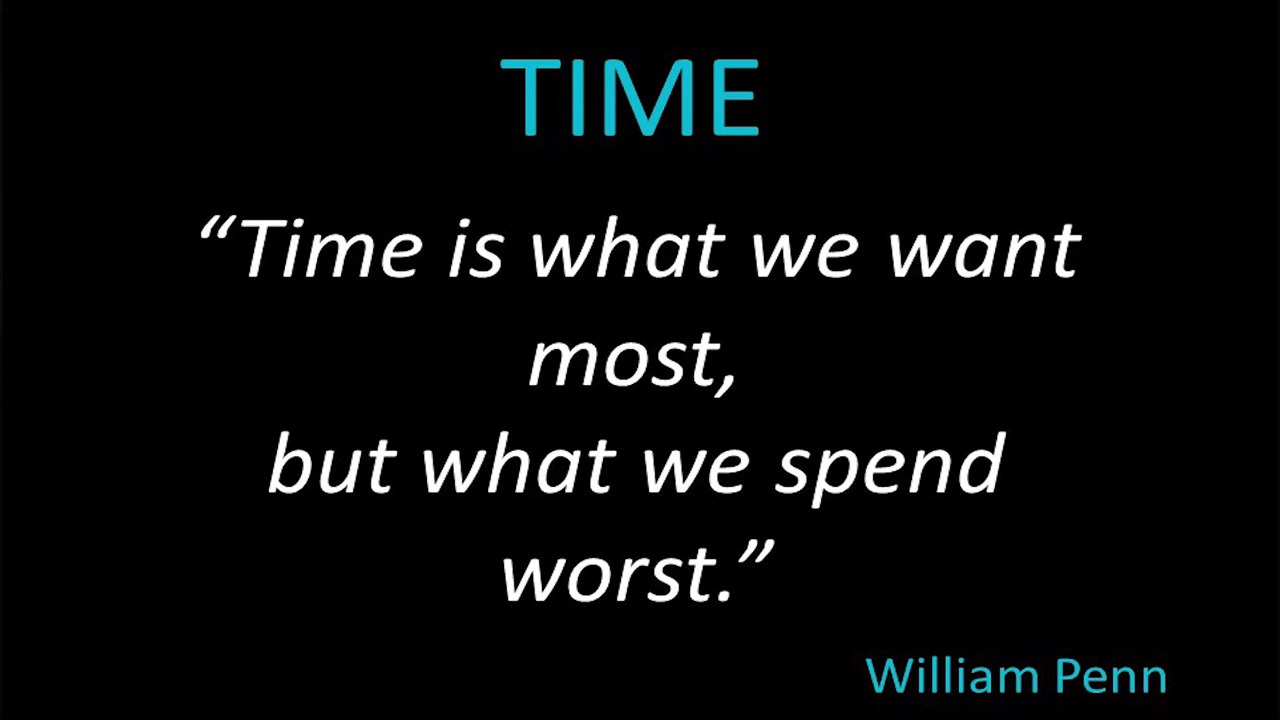 TIME
“Time is what we want
most,
but what we spend
worst.”
William Penn